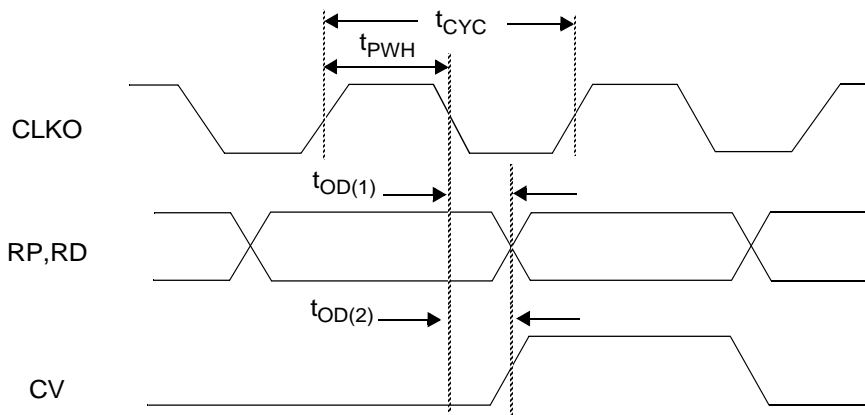 tCYC
tPWH
CLKO
tOD(1)
RP,RD
tOD(2)
CV